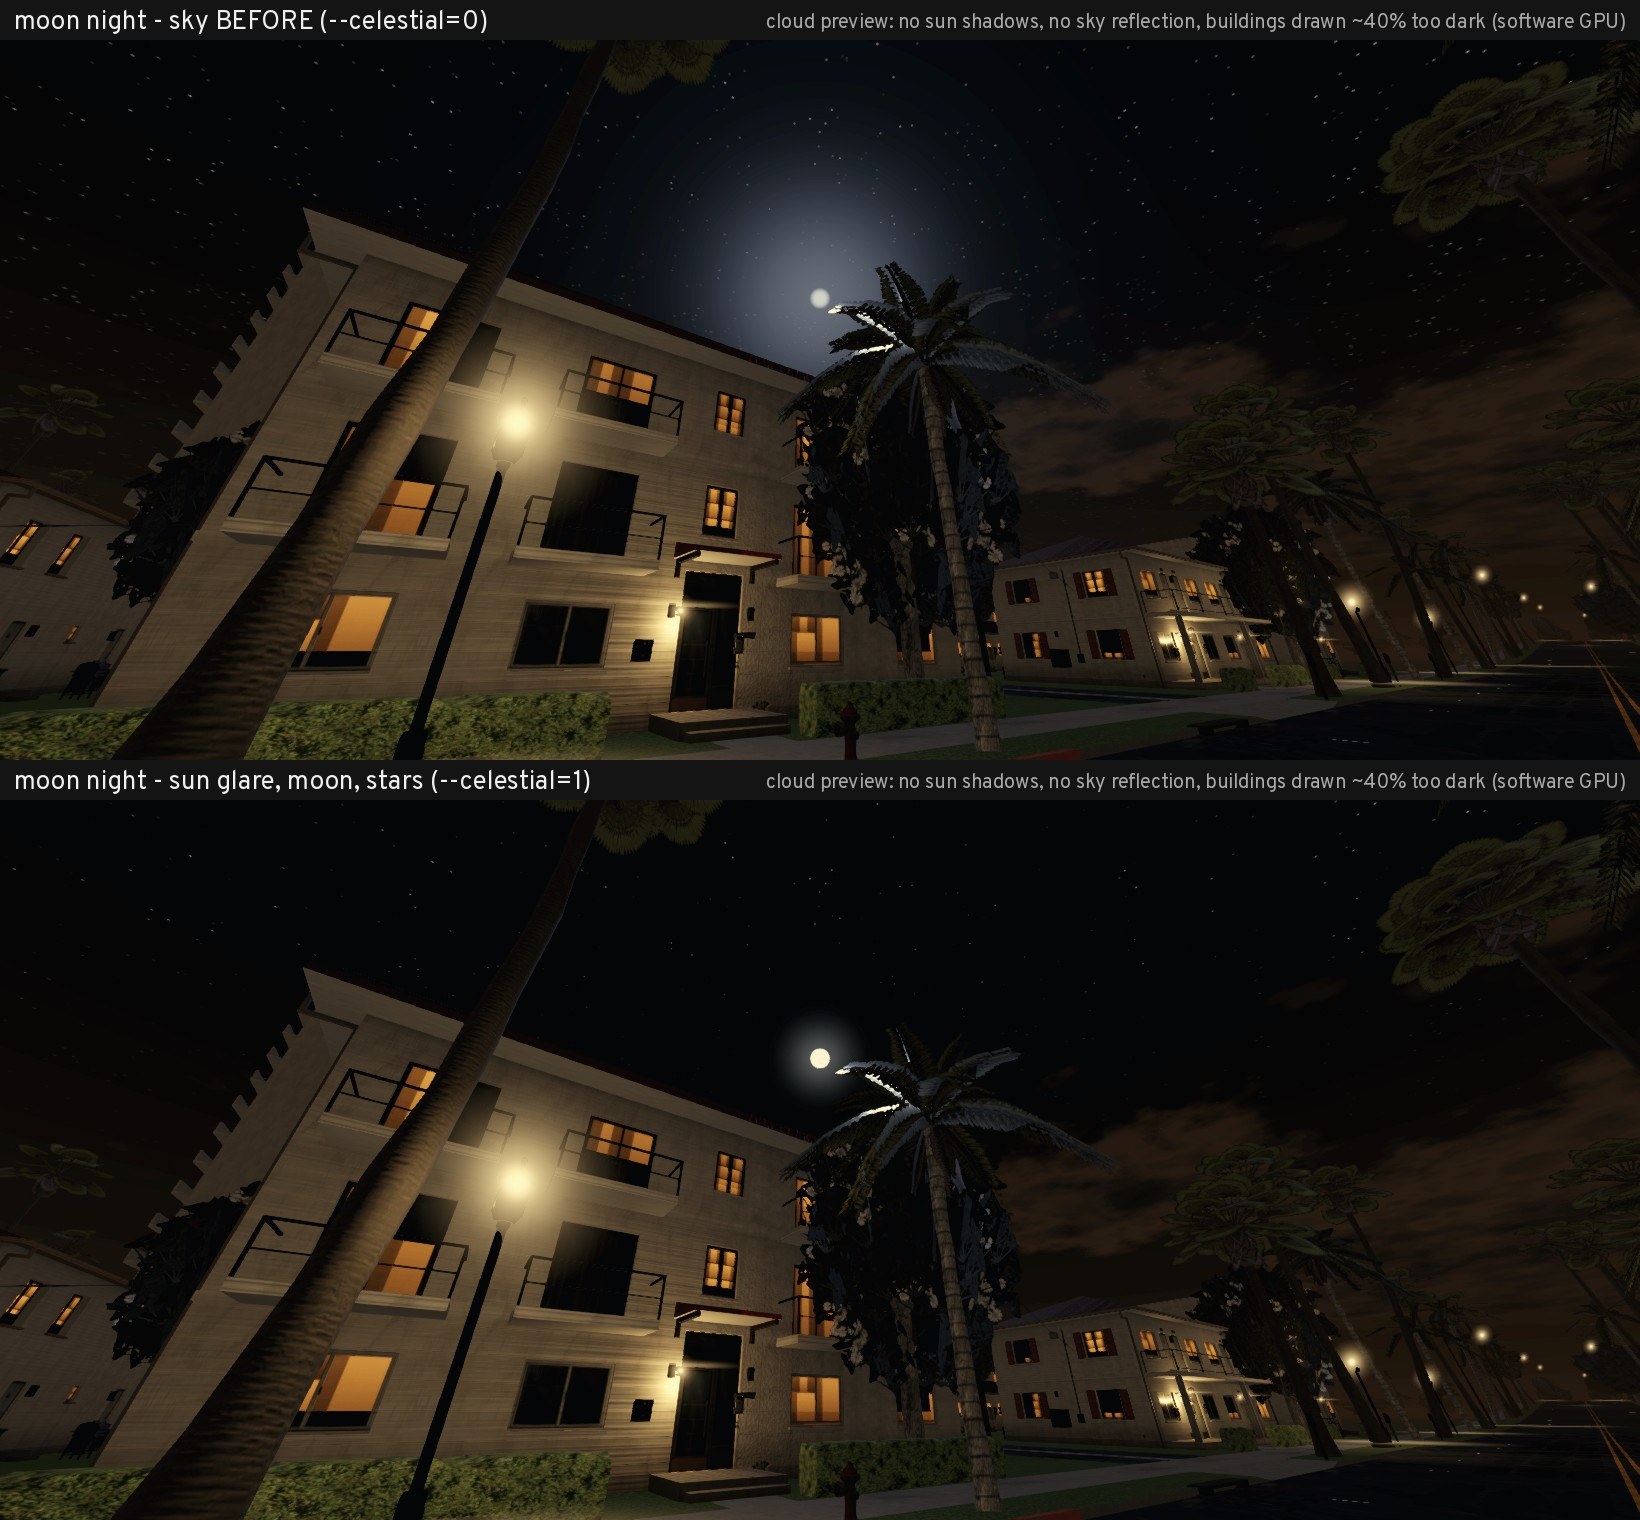 moon night - sky BEFORE (--celestial=0)
cloud preview: no sun shadows, no sky reflection, buildings drawn ~40% too dark (software GPU)
moon night - sun glare, moon, stars (--celestial=1)
cloud preview: no sun shadows, no sky reflection, buildings drawn ~40% too dark (software GPU)